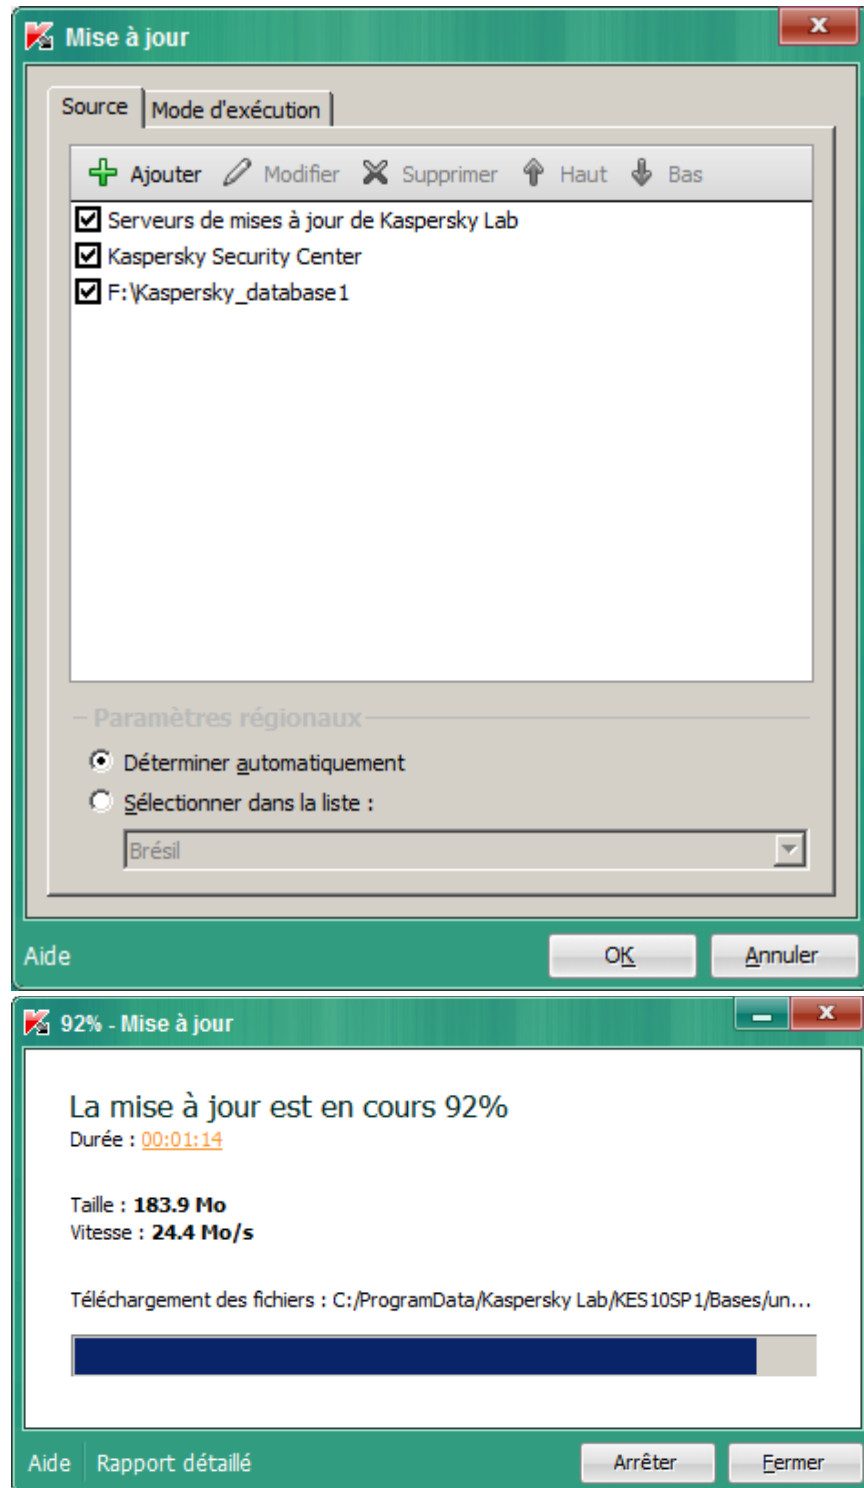 Mise à jour
Source Mode d'exécution
Ajouter Modifier Supprimer Haut Bas
Serveurs de mises à jour de Kaspersky Lab
Kaspersky Security Center
F:\Kaspersky_database1
Paramètres régionaux
Déterminer automatiquement
Sélectionner dans la liste :
Brésil
Aide OK Annuler
92% - Mise à jour
La mise à jour est en cours 92%
Durée : 00:01:14
Taille : 183.9 Mo
Vitesse : 24.4 Mo/s
Téléchargement des fichiers : C:/ProgramData/Kaspersky Lab/KES10SP1/Bases/un...
Aide Rapport détaillé Arrêter Fermer